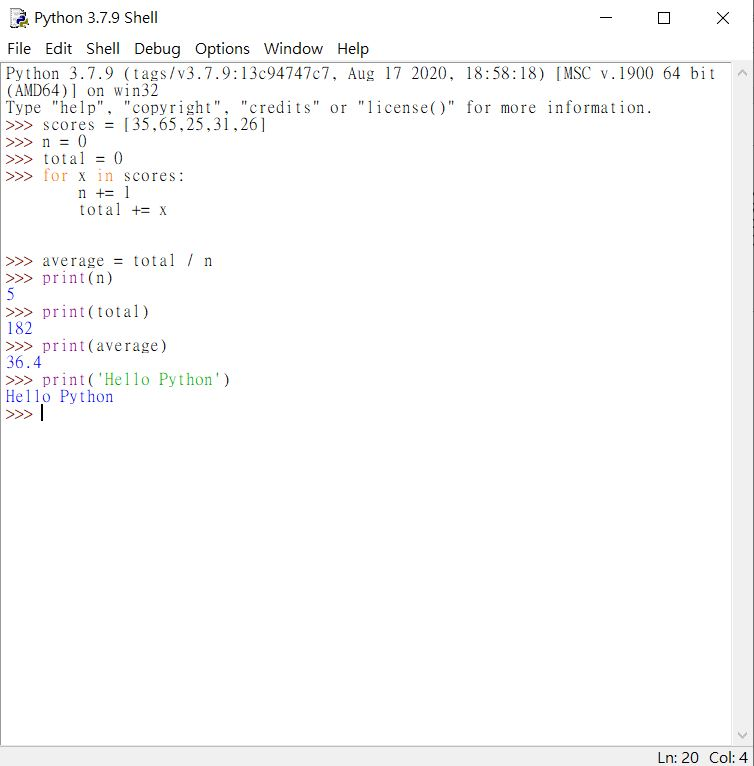 Python 3.7.9 Shell
File Edit Shell Debug Options Window Help
Python 3.7.9 (tags/v3.7.9:13c94747c7, Aug 17 2020, 18:58:18) [MSC v.1900 64 bit
(AMD64)] on win32
Type "help", "copyright", "credits" or "license()" for more information.
>>> scores = [35,65,25,31,26]
>>> n = 0
>>> total = 0
>>> for x in scores:
        n += 1
        total += x
>>> average = total / n
>>> print(n)
5
>>> print(total)
182
>>> print(average)
36.4
>>> print('Hello Python')
Hello Python
>>>
Ln: 20 Col: 4